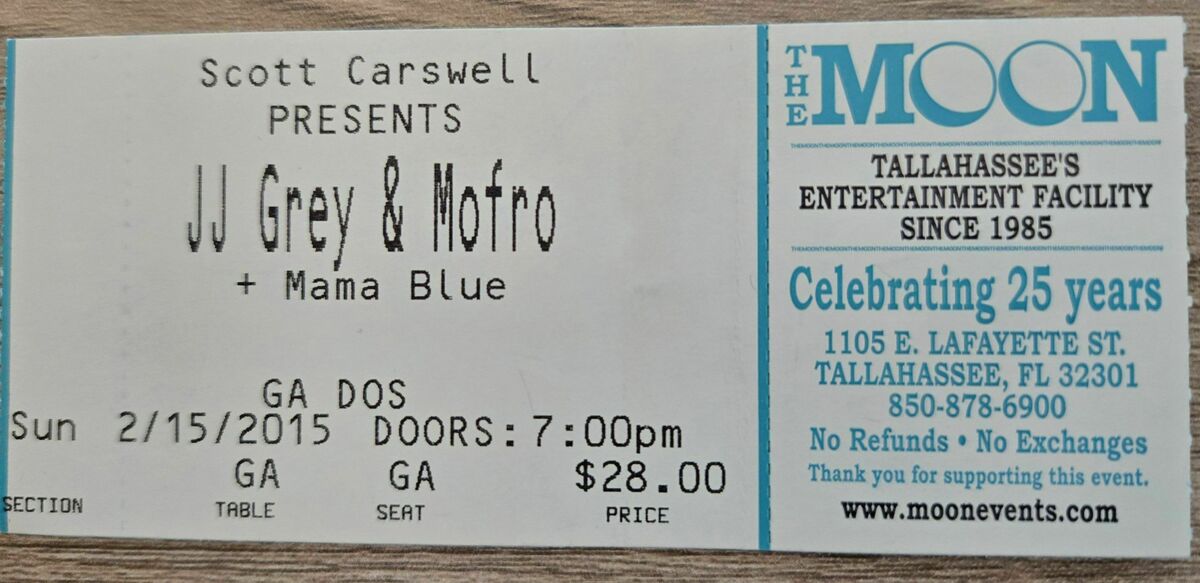 Scott Carswell
PRESENTS
JJ Grey & Mofro
+ Mama Blue
GA DOS
Sun 2/15/2015 DOORS: 7:00pm
GA GA $28.00
SECTION TABLE SEAT PRICE
THE MOON
THEMOONTHEMOONTHEMOONTHEMOONTHEMOONTHEMOONTHEMOONTHEMOONTHEMOON
TALLAHASSEE'S
ENTERTAINMENT FACILITY
SINCE 1985
THEMOONTHEMOONTHEMOONTHEMOONTHEMOONTHEMOONTHEMOONTHEMOONTHEMOON
Celebrating 25 years
1105 E. LAFAYETTE ST.
TALLAHASSEE, FL 32301
850-878-6900
No Refunds • No Exchanges
Thank you for supporting this event.
www.moonevents.com